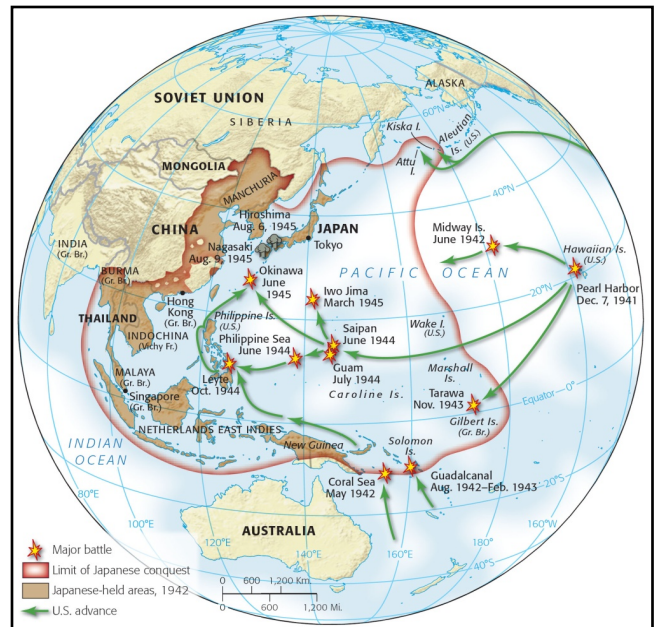 ALASKA
SOVIET UNION
SIBERIA
60°N
Kiska I.
Aleutian
Is. (U.S.)
Attu
I.
MONGOLIA
MANCHURIA
40°N
Hiroshima
Aug. 6, 1945
JAPAN
Tokyo
CHINA
Nagasaki
Aug. 9, 1945
Midway Is.
June 1942
Hawaiian Is.
(U.S.)
INDIA
(Gr. Br.)
Okinawa
June
1945
PACIFIC OCEAN
Iwo Jima
March 1945
20°N
Pearl Harbor
Dec. 7, 1941
BURMA
(Gr. Br.)
Hong
Kong
(Gr. Br.)
THAILAND
Philippine Is.
(U.S.)
Wake I.
(U.S.)
INDOCHINA
(Vichy Fr.)
Philippine Sea
June 1944
Saipan
June 1944
Guam
July 1944
Leyte
Oct. 1944
Marshall
Is.
MALAYA
(Gr. Br.)
Singapore
(Gr. Br.)
Caroline Is.
Tarawa
Nov. 1943
Equator
0°
Gilbert Is.
(Gr. Br.)
NETHERLANDS EAST INDIES
INDIAN
OCEAN
New Guinea
Solomon
Is.
Coral Sea
May 1942
Guadalcanal
Aug. 1942–Feb. 1943
20°S
80°E
100°E
120°E
140°E
160°E
180°
160°W
40°S
AUSTRALIA
Major battle
Limit of Japanese conquest
Japanese-held areas, 1942
U.S. advance
0 600 1,200 Km.
0 600 1,200 Mi.